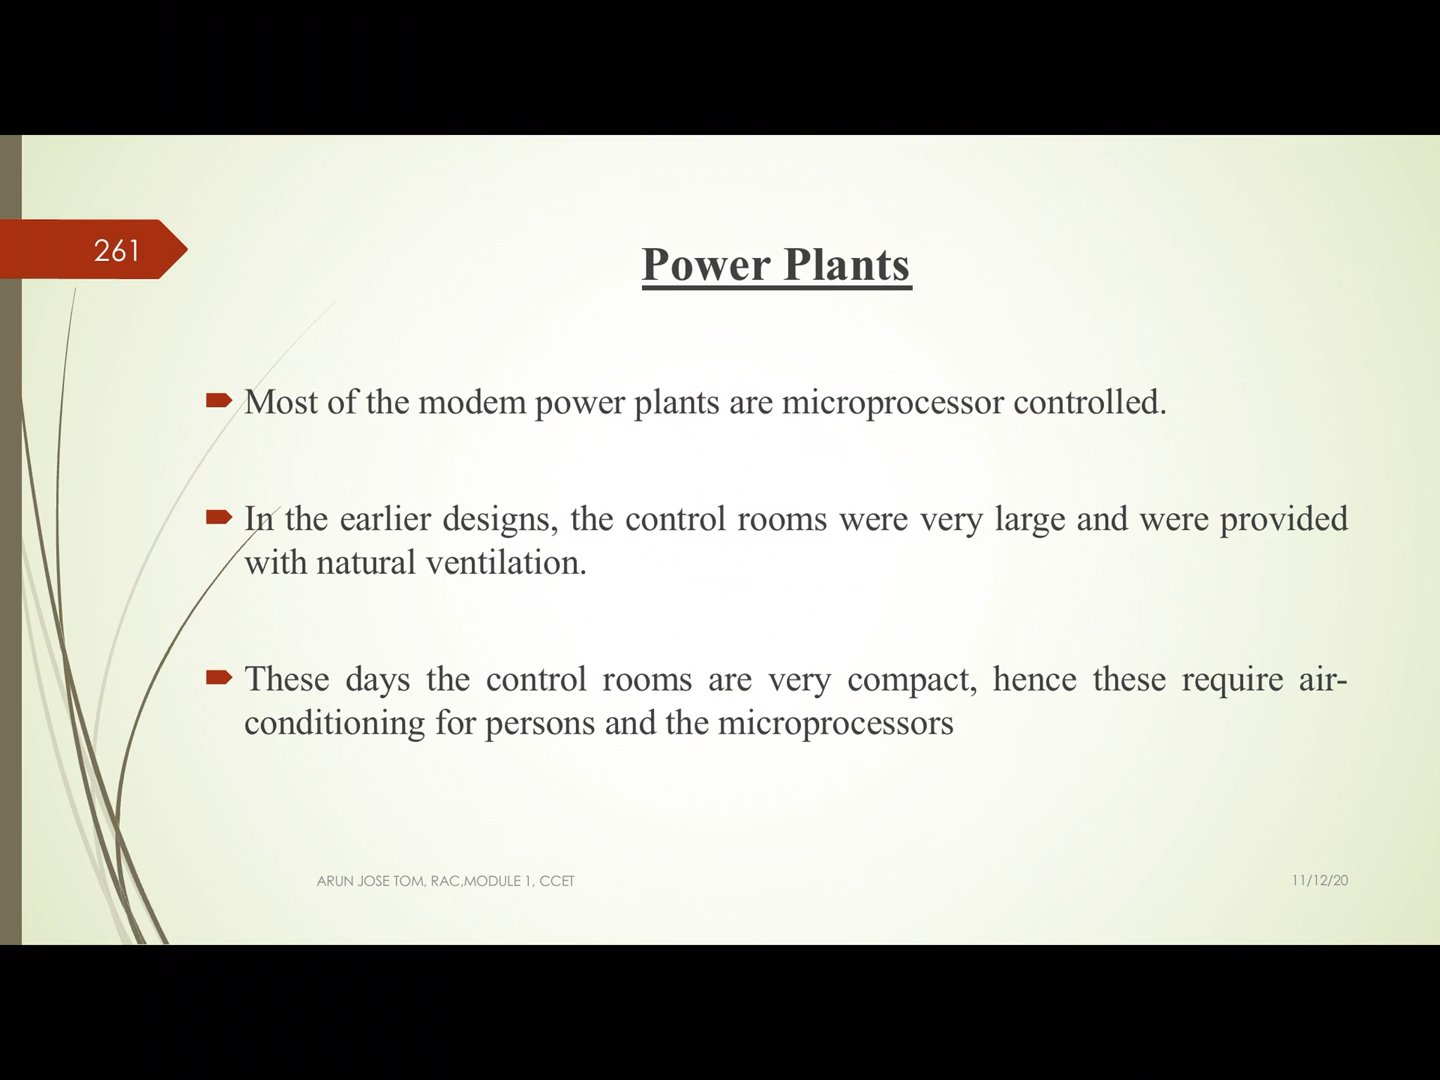 261
Power Plants
Most of the modem power plants are microprocessor controlled.
In the earlier designs, the control rooms were very large and were provided
with natural ventilation.
These days the control rooms are very compact, hence these require air-
conditioning for persons and the microprocessors
ARUN JOSE TOM, RAC,MODULE 1, CCET
11/12/20